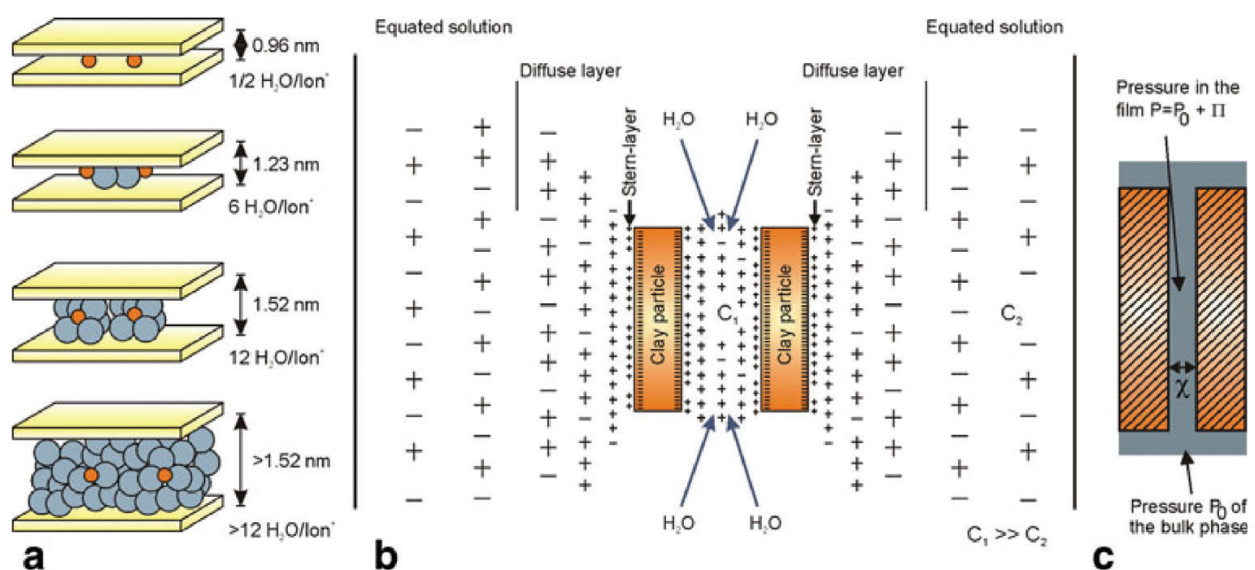 0.96 nm
1/2 H₂O/Ion⁺
1.23 nm
6 H₂O/Ion⁺
1.52 nm
12 H₂O/Ion⁺
>1.52 nm
>12 H₂O/Ion⁺
a
Equated solution
Equated solution
Diffuse layer
Diffuse layer
H₂O
H₂O
Stern-layer
Stern-layer
Clay particle
Clay particle
C₁
C₂
H₂O
H₂O
C₁ >> C₂
b
Pressure in the
film P=P₀ + Π
χ
Pressure P₀ of
the bulk phase
c